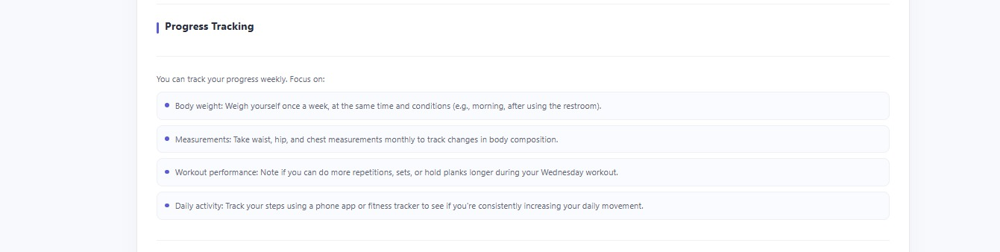 Progress Tracking
You can track your progress weekly. Focus on:
Body weight: Weigh yourself once a week, at the same time and conditions (e.g., morning, after using the restroom).
Measurements: Take waist, hip, and chest measurements monthly to track changes in body composition.
Workout performance: Note if you can do more repetitions, sets, or hold planks longer during your Wednesday workout.
Daily activity: Track your steps using a phone app or fitness tracker to see if you're consistently increasing your daily movement.